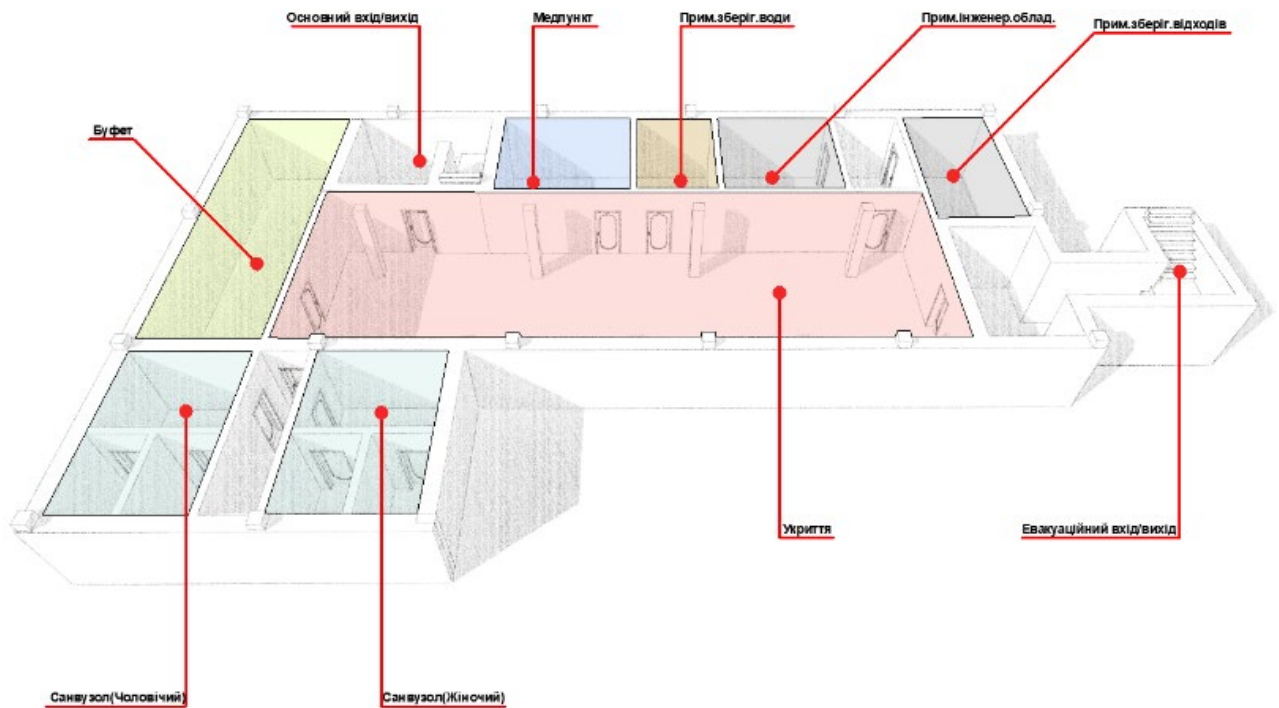 Основний вхід/вихід
Медпункт
Прим.зберіг.води
Прим.інженер.облад.
Прим.зберіг.відходів
Буфет
Укриття
Евакуаційний вхід/вихід
Санвузол(Чоловічий)
Санвузол(Жіночий)